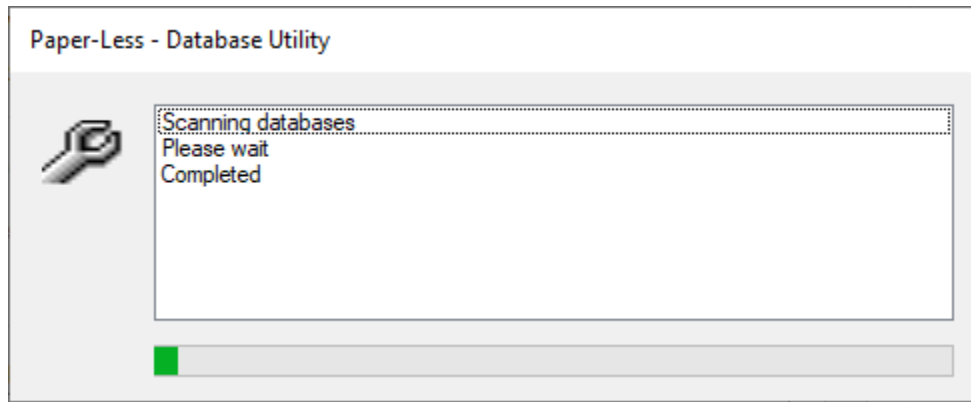 Paper-Less - Database Utility
Scanning databases
Please wait
Completed